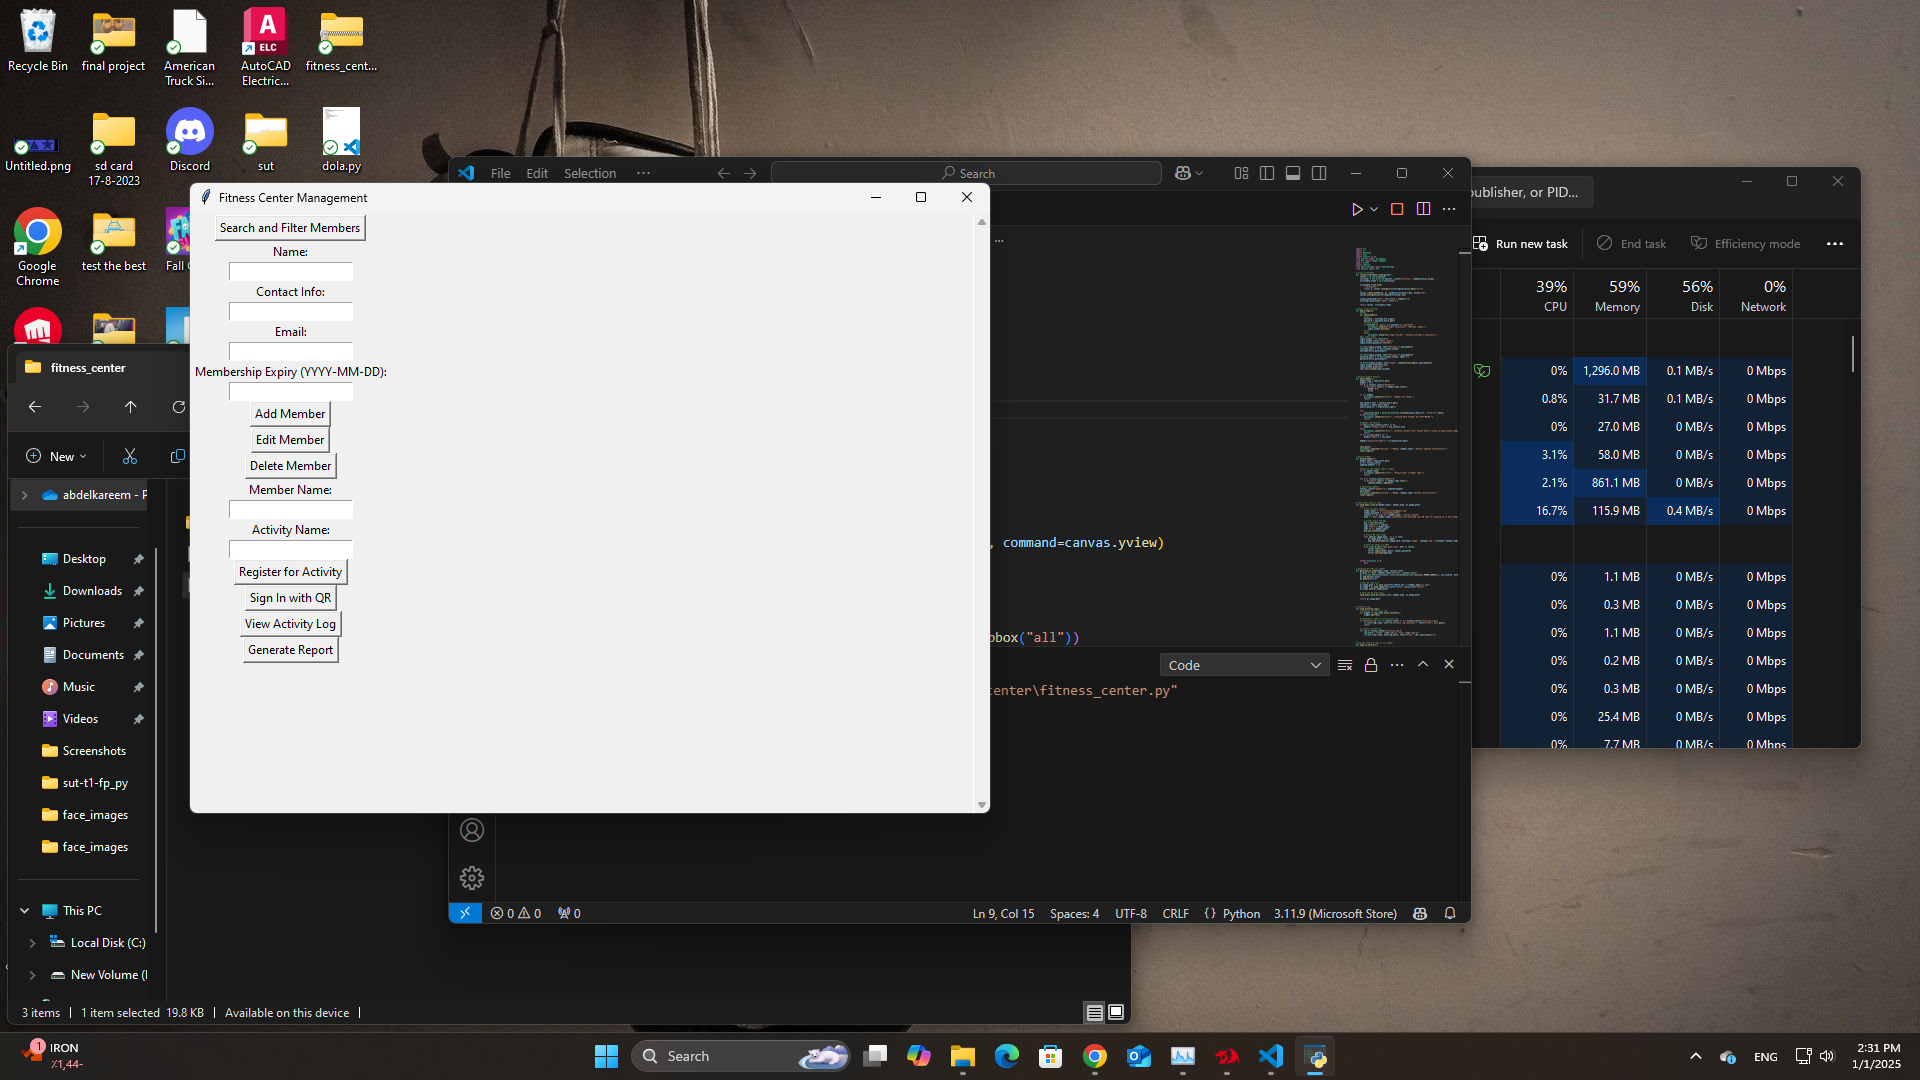 Recycle Bin
final project
American
Truck Si...
AutoCAD
Electric...
fitness_cent...
Untitled.png
sd card
17-8-2023
Discord
sut
dola.py
Google
Chrome
test the best
Fall
File Edit Selection ...
Search
Fitness Center Management
Search and Filter Members
Name:
Contact Info:
Email:
Membership Expiry (YYYY-MM-DD):
Add Member
Edit Member
Delete Member
Member Name:
Activity Name:
Register for Activity
Sign In with QR
View Activity Log
Generate Report
...
, command=canvas.yview)
bbox("all"))
Code
center\fitness_center.py"
0 0 0
Ln 9, Col 15 Spaces: 4 UTF-8 CRLF {} Python 3.11.9 (Microsoft Store)
publisher, or PID...
Run new task End task Efficiency mode ...
39% 59% 56% 0%
CPU Memory Disk Network
0% 1,296.0 MB 0.1 MB/s 0 Mbps
0.8% 31.7 MB 0.1 MB/s 0 Mbps
0% 27.0 MB 0 MB/s 0 Mbps
3.1% 58.0 MB 0 MB/s 0 Mbps
2.1% 861.1 MB 0 MB/s 0 Mbps
16.7% 115.9 MB 0.4 MB/s 0 Mbps
0% 1.1 MB 0 MB/s 0 Mbps
0% 0.3 MB 0 MB/s 0 Mbps
0% 1.1 MB 0 MB/s 0 Mbps
0% 0.2 MB 0 MB/s 0 Mbps
0% 0.3 MB 0 MB/s 0 Mbps
0% 25.4 MB 0 MB/s 0 Mbps
0% 7.7 MB 0 MB/s 0 Mbps
fitness_center
New
abdelkareem - P
Desktop
Downloads
Pictures
Documents
Music
Videos
Screenshots
sut-t1-fp_py
face_images
face_images
This PC
Local Disk (C:)
New Volume (
3 items | 1 item selected 19.8 KB | Available on this device |
1
IRON
٪1,44-
Search
ENG
2:31 PM
1/1/2025